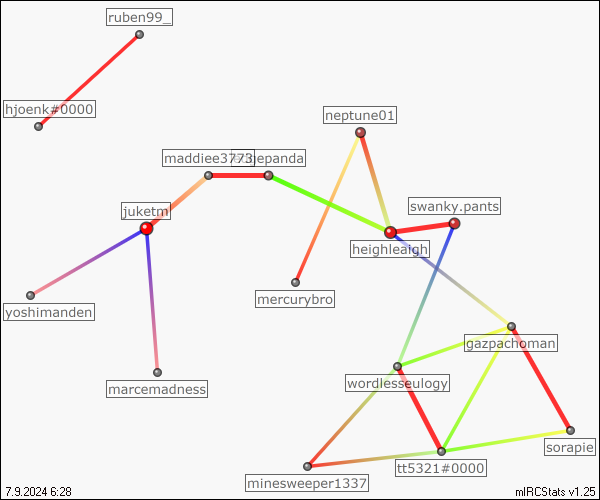 ruben99_
hjoenk#0000
neptune01
maddiee3773
juketm
swanky.pants
heighleaigh
yoshimanden
mercurybro
gazpachoman
marcemadness
wordlesseulogy
sorapie
tt5321#0000
minesweeper1337
7.9.2024 6:28
mIRCStats v1.25